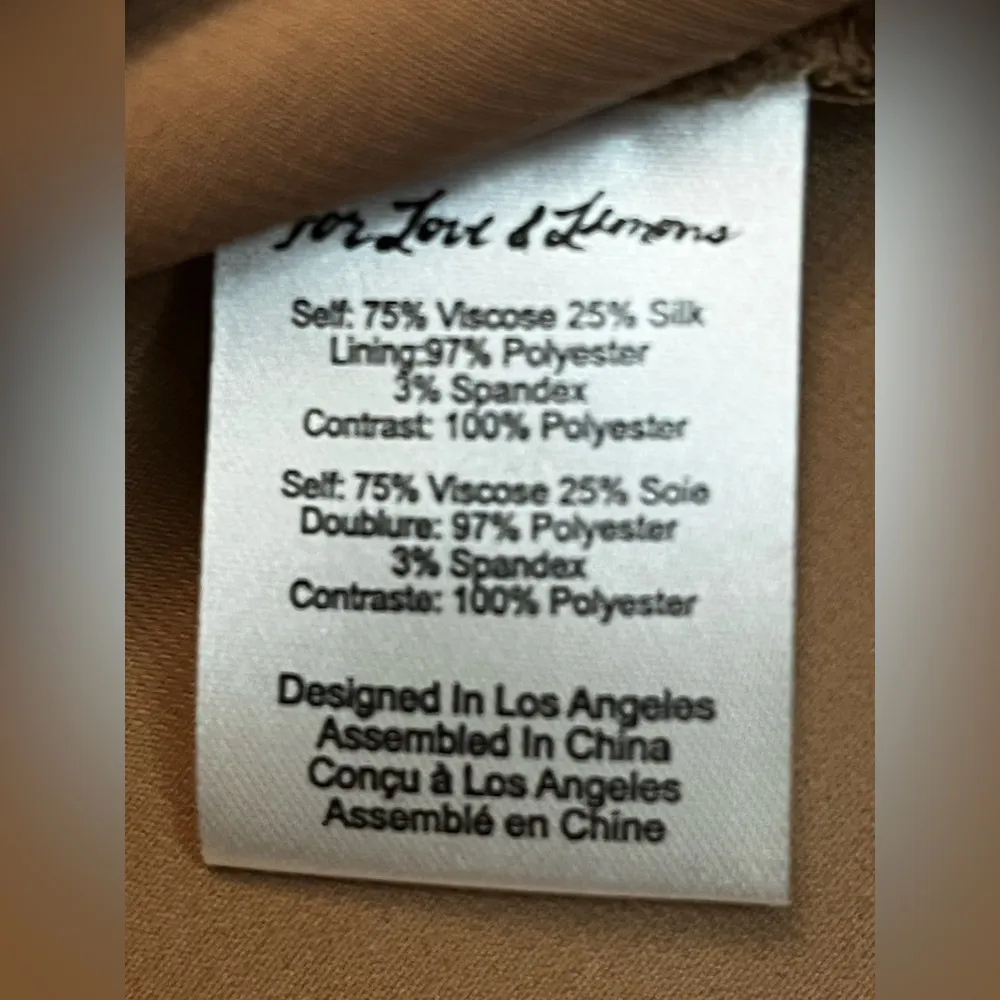 For Love & Lemons
Self: 75% Viscose 25% Silk
Lining:97% Polyester
3% Spandex
Contrast: 100% Polyester
Self: 75% Viscose 25% Soie
Doublure: 97% Polyester
3% Spandex
Contraste: 100% Polyester
Designed In Los Angeles
Assembled In China
Conçu à Los Angeles
Assemblé en Chine